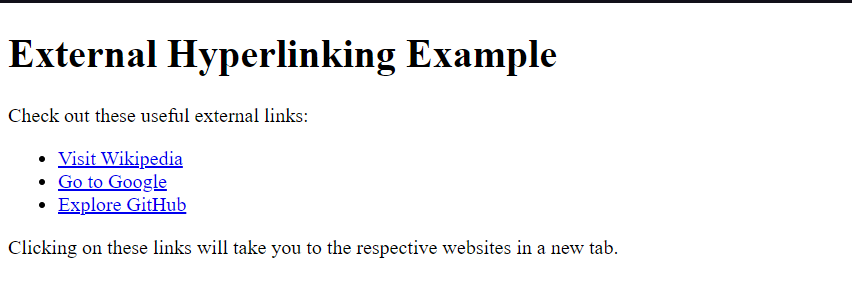 External Hyperlinking Example
Check out these useful external links:
Visit Wikipedia
Go to Google
Explore GitHub
Clicking on these links will take you to the respective websites in a new tab.